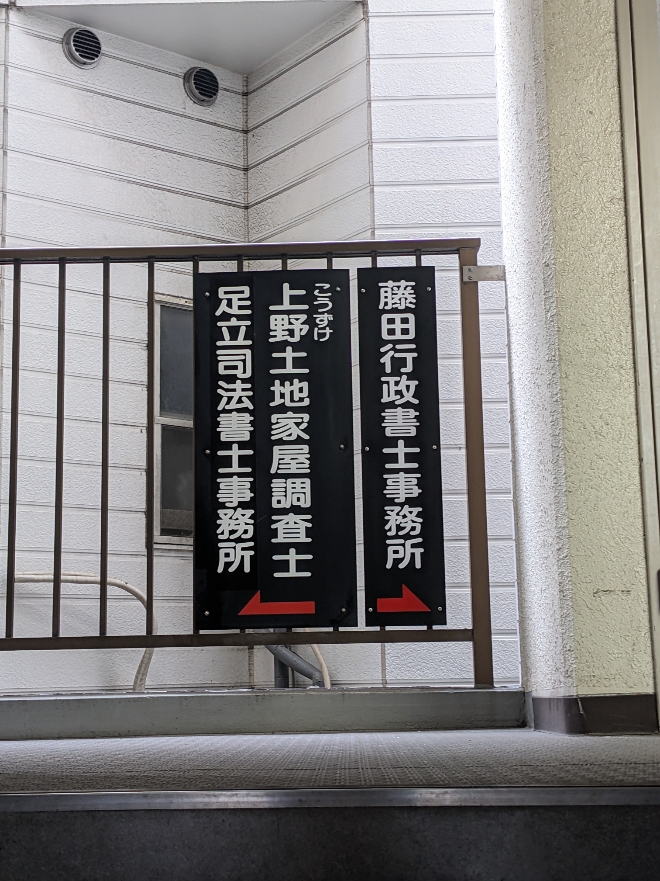 藤田行政書士事務所
こうずけ
上野土地家屋調査士
足立司法書士事務所